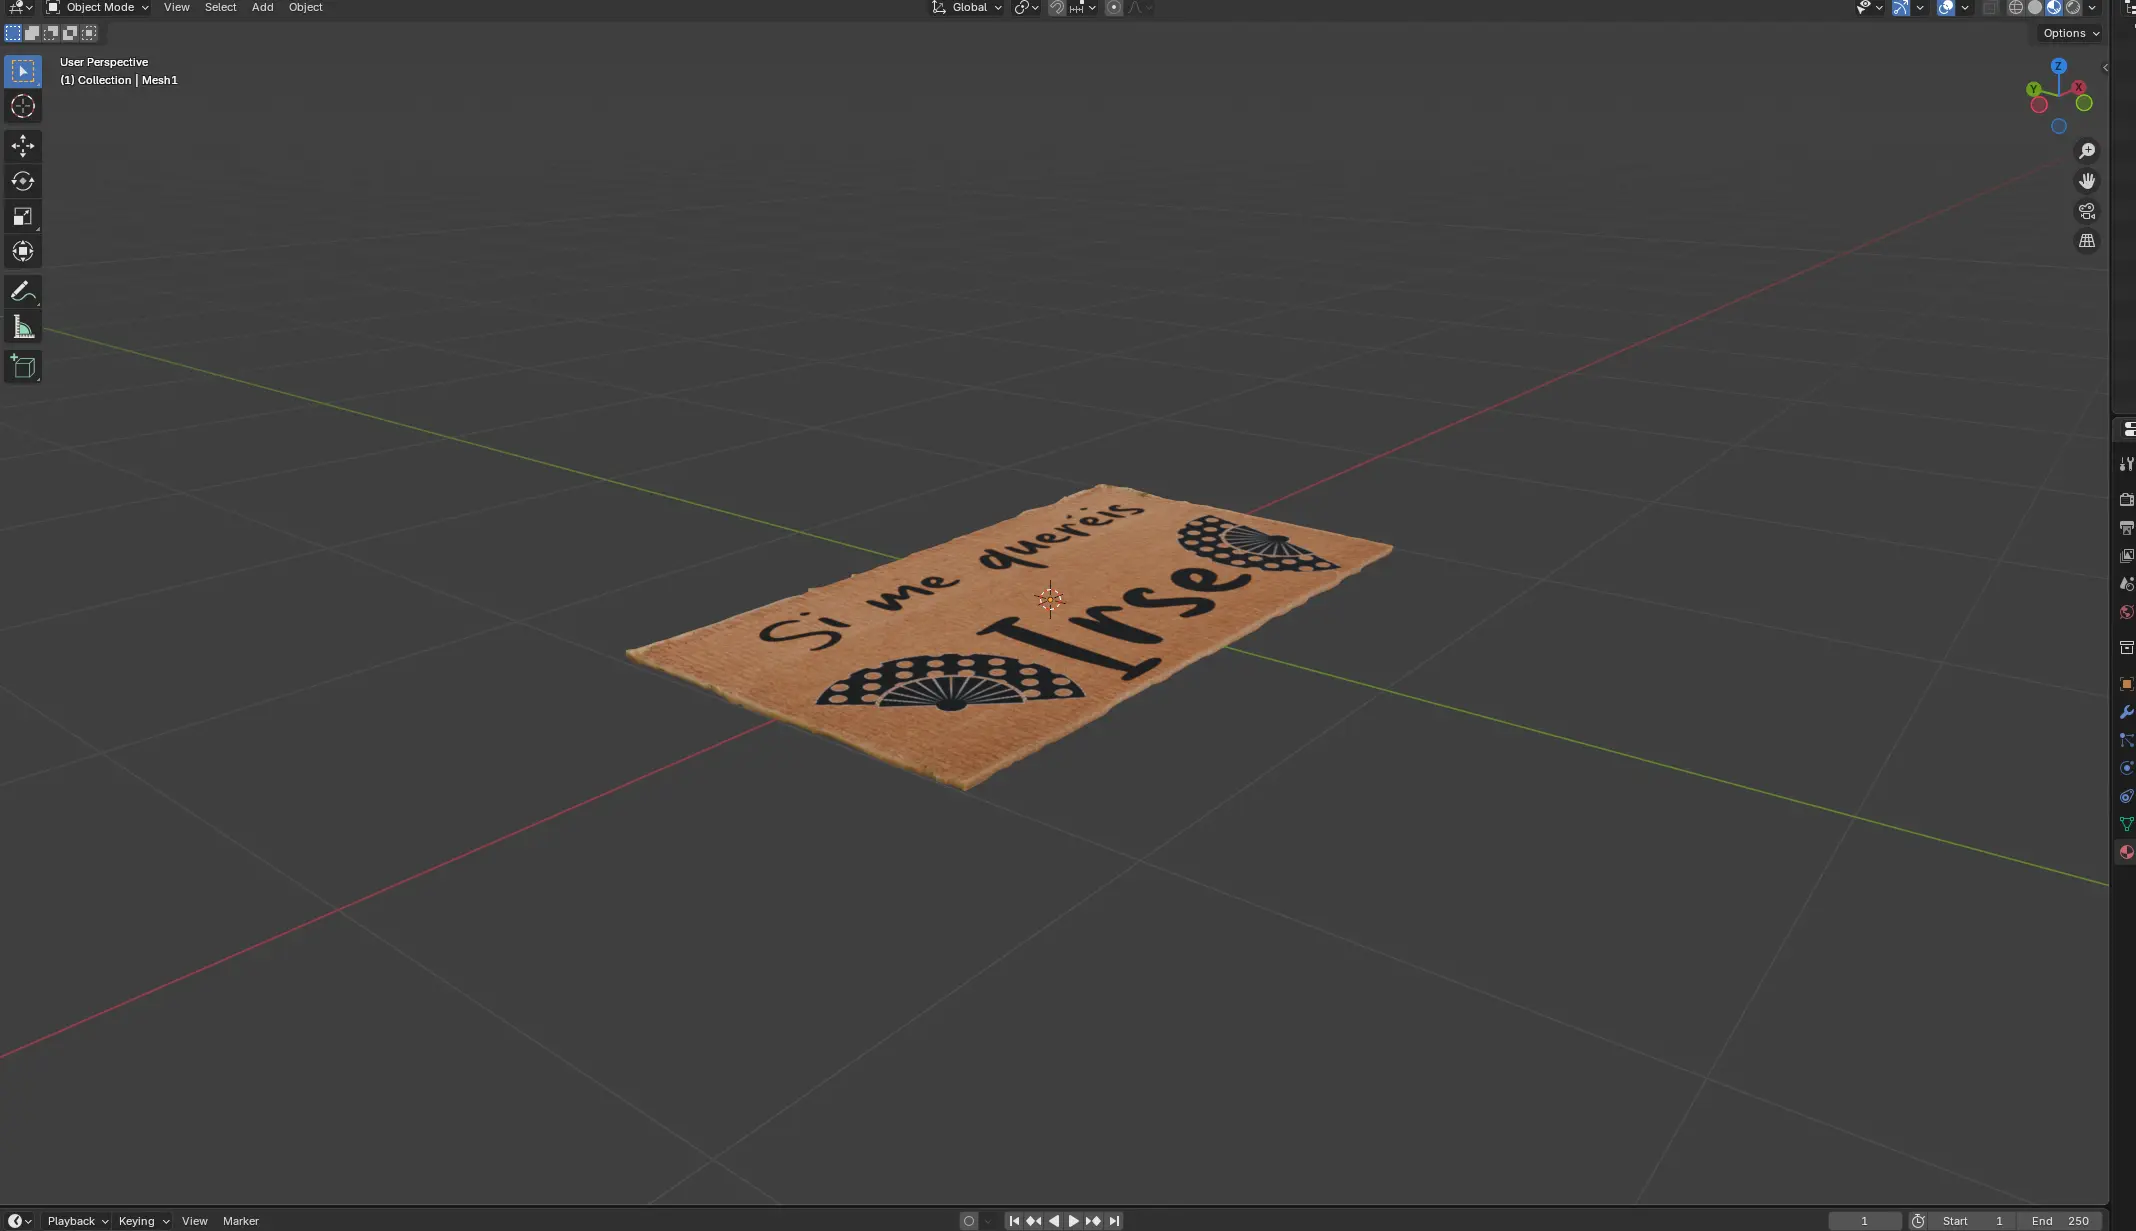 Object Mode View Select Add Object Global
Options
User Perspective
(1) Collection | Mesh1
Z
Y X
Si me queréis
Irse
Playback Keying View Marker 1 Start 1 End 250